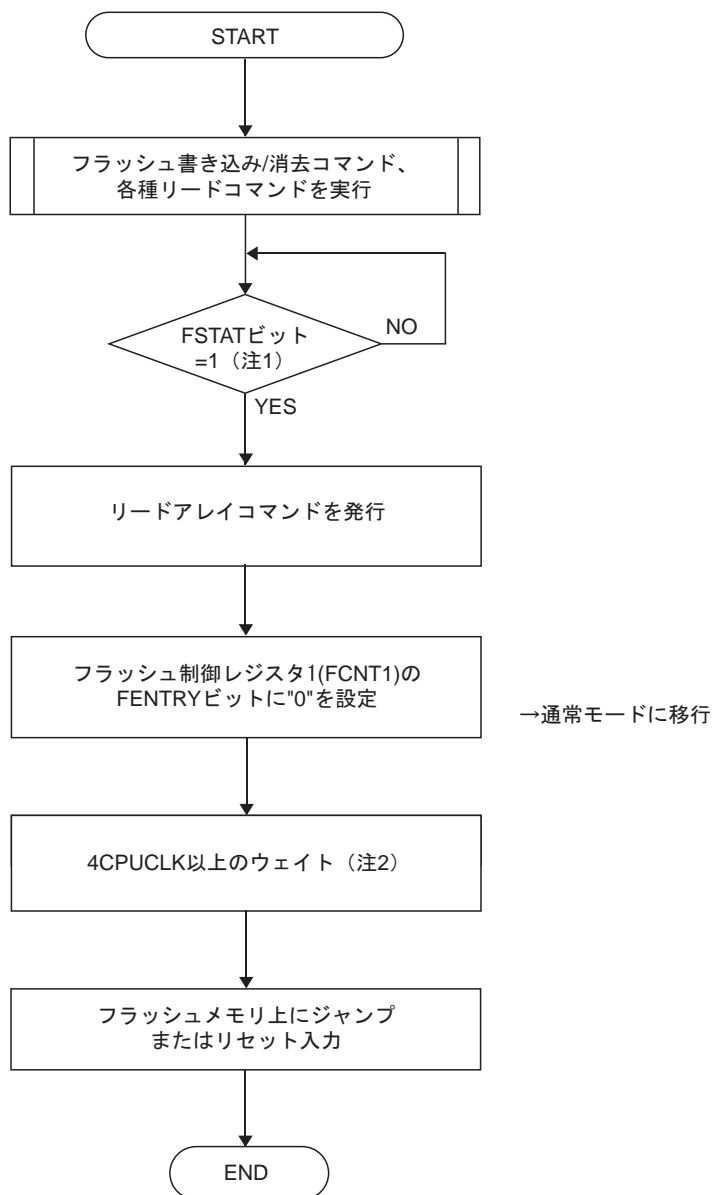 START
フラッシュ書き込み/消去コマンド、
各種リードコマンドを実行
FSTATビット
=1（注1）
NO
YES
リードアレイコマンドを発行
フラッシュ制御レジスタ1(FCNT1)の
FENTRYビットに"0"を設定
→通常モードに移行
4CPUCLK以上のウェイト（注2）
フラッシュメモリ上にジャンプ
またはリセット入力
END